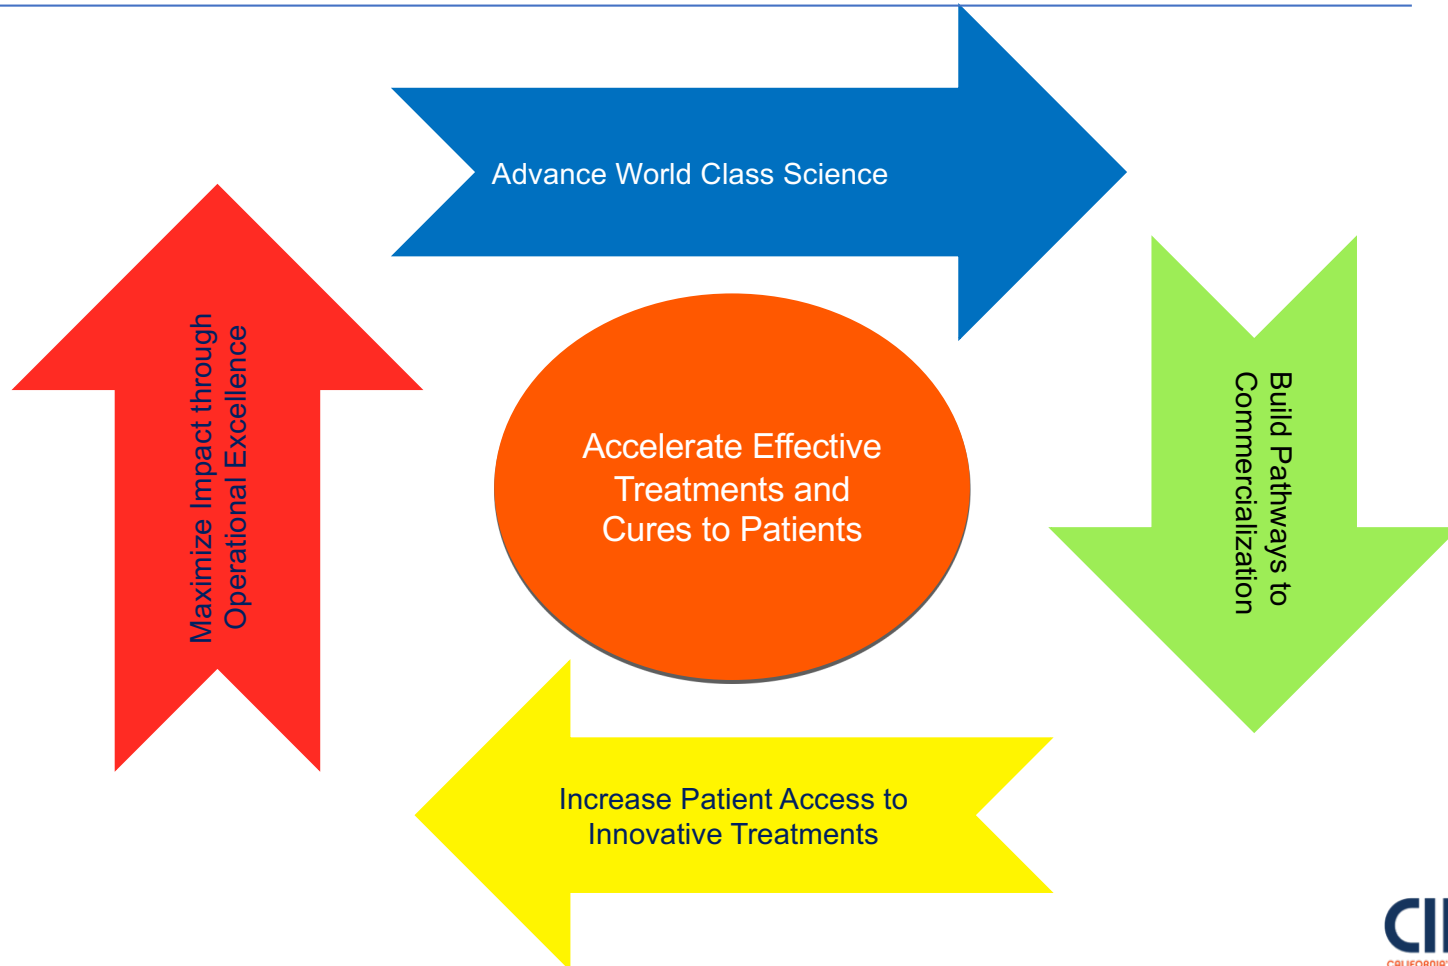 Advance World Class Science
Maximize Impact through
Operational Excellence
Accelerate Effective
Treatments and
Cures to Patients
Build Pathways to
Commercialization
Increase Patient Access to
Innovative Treatments